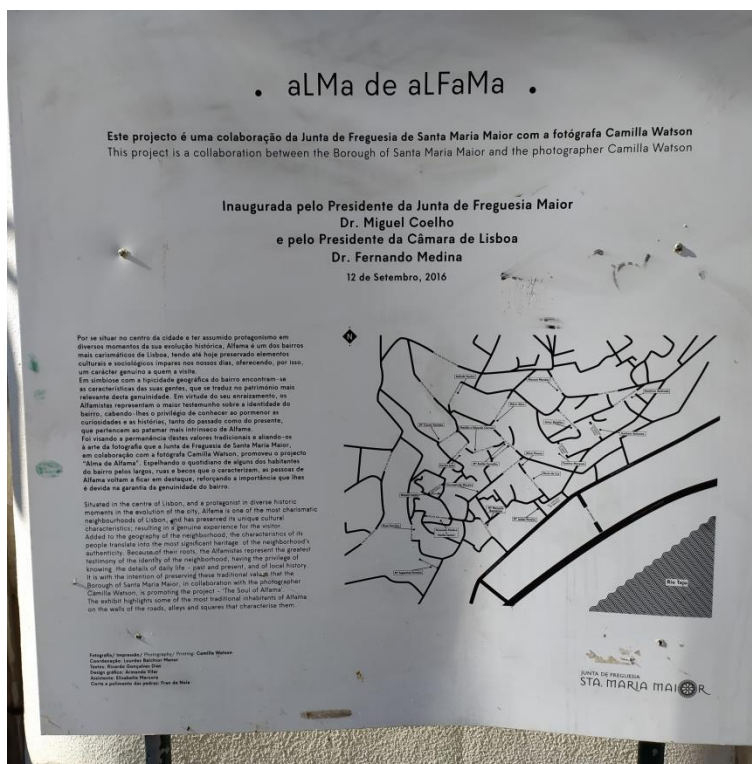 . aLMa de aLFaMa .
Este projecto é uma colaboração da Junta de Freguesia de Santa Maria Maior com a fotógrafa Camilla Watson
This project is a collaboration between the Borough of Santa Maria Maior and the photographer Camilla Watson
Inaugurada pelo Presidente da Junta de Freguesia Maior
Dr. Miguel Coelho
e pelo Presidente da Câmara de Lisboa
Dr. Fernando Medina
12 de Setembro, 2016
Por se situar no centro da cidade e ter assumido protagonismo em
diversos momentos da sua evolução histórica, Alfama é um dos bairros
mais carismáticos de Lisboa, tendo até hoje preservado elementos
culturais e sociológicos ímpares nos nossos dias, oferecendo, por isso,
um carácter genuíno a quem a visita.
Em simbiose com a tipicidade geográfica do bairro encontram-se
as características das suas gentes, que se traduz no património mais
relevante desta genuinidade. Em virtude do seu enraizamento, os
Alfamistas representam o maior testemunho sobre a identidade do
bairro, cabendo-lhes o privilégio de conhecer ao pormenor as
curiosidades e as histórias, tanto do passado como do presente,
que pertencem ao patamar mais intrínseco de Alfama.
Foi visando a permanência destes valores tradicionais e aliando-os
à arte da fotografia que a Junta de Freguesia de Santa Maria Maior,
em colaboração com a fotógrafa Camilla Watson, promoveu o projecto
"Alma de Alfama". Espelhando o quotidiano de alguns dos habitantes
do bairro pelos largos, ruas e becos que o caracterizam, as pessoas de
Alfama voltam a ficar em destaque, reforçando a importância que lhes
é devida na garantia da genuinidade do bairro.
Situated in the centre of Lisbon, and a protagonist in diverse historic
moments in the evolution of the city, Alfama is one of the most charismatic
neighbourhoods of Lisbon, and has preserved its unique cultural
characteristics; resulting in a genuine experience for the visitor.
Added to the geography of the neighborhood, the characteristics of its
people translate into the most significant heritage of the neighborhood's
authenticity. Because of their roots, the Alfamistas represent the greatest
testimony of the identity of the neighborhood, having the privilege of
knowing the details of daily life - past and present, and of local history.
It is with the intention of preserving these traditional values that the
Borough of Santa Maria Maior, in collaboration with the photographer
Camilla Watson, is promoting the project - 'The Soul of Alfama'.
The exhibit highlights some of the most traditional inhabitants of Alfama
on the walls of the roads, alleys and squares that characterise them.
Fotografia/ Impressão/ Photography/ Printing: Camilla Watson
Textos: Ricardo Gonçalves Dias
Design gráfico: Armanda Vilar
N
Rio Tejo
JUNTA DE FREGUESIA
STA. MARIA MAIOR